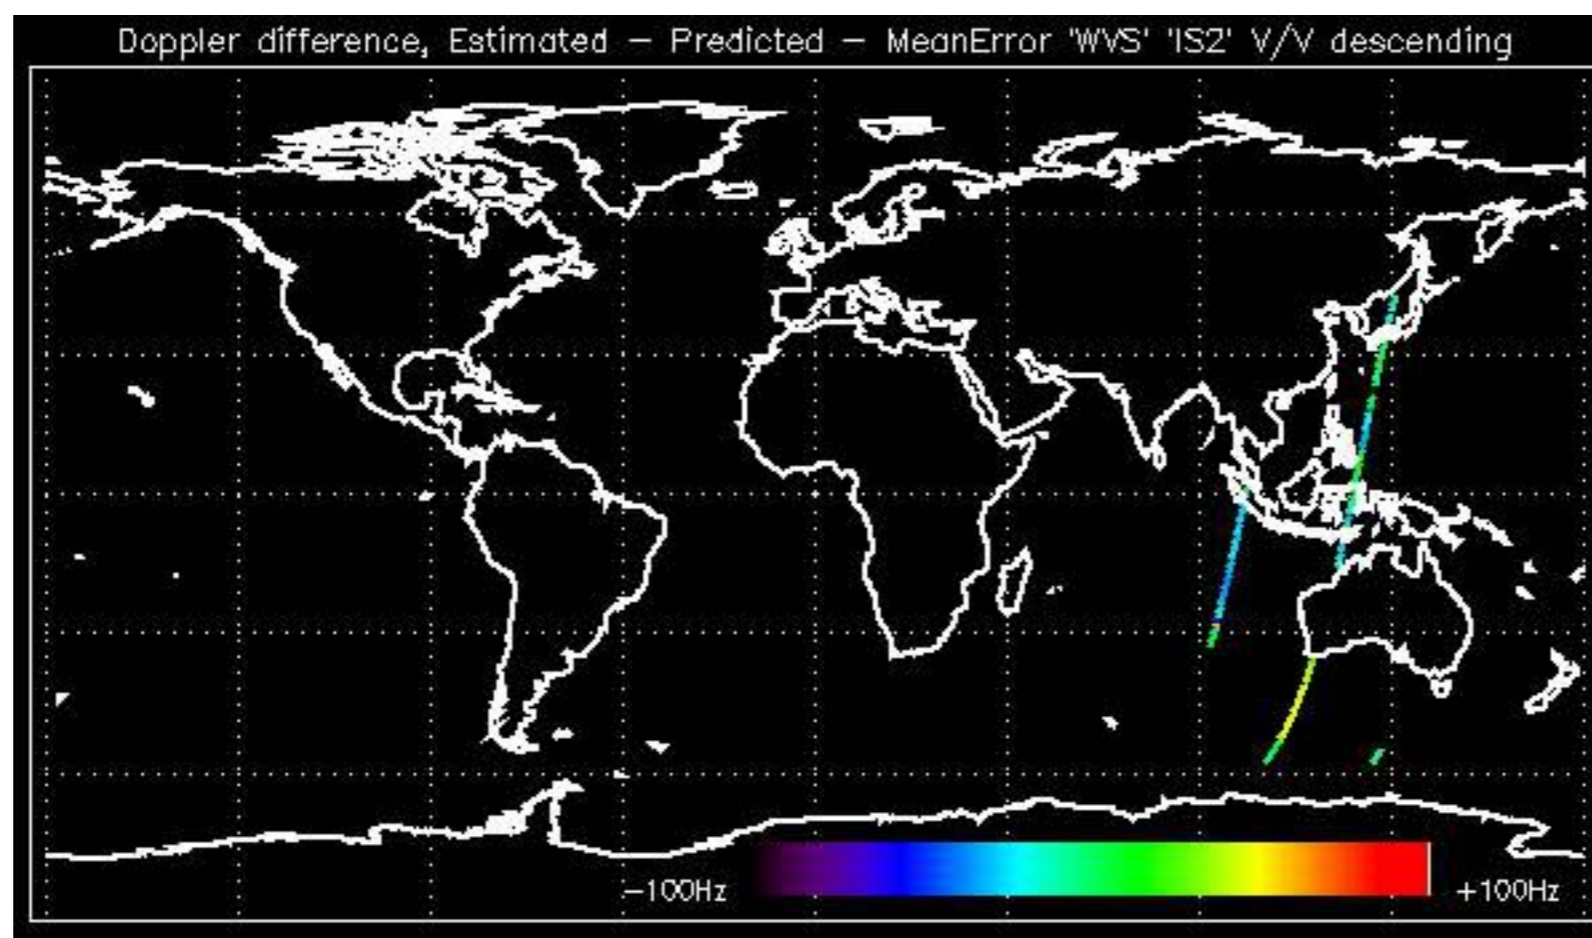 Doppler difference, Estimated – Predicted – MeanError 'WVS' 'IS2' V/V descending
–100Hz +100Hz